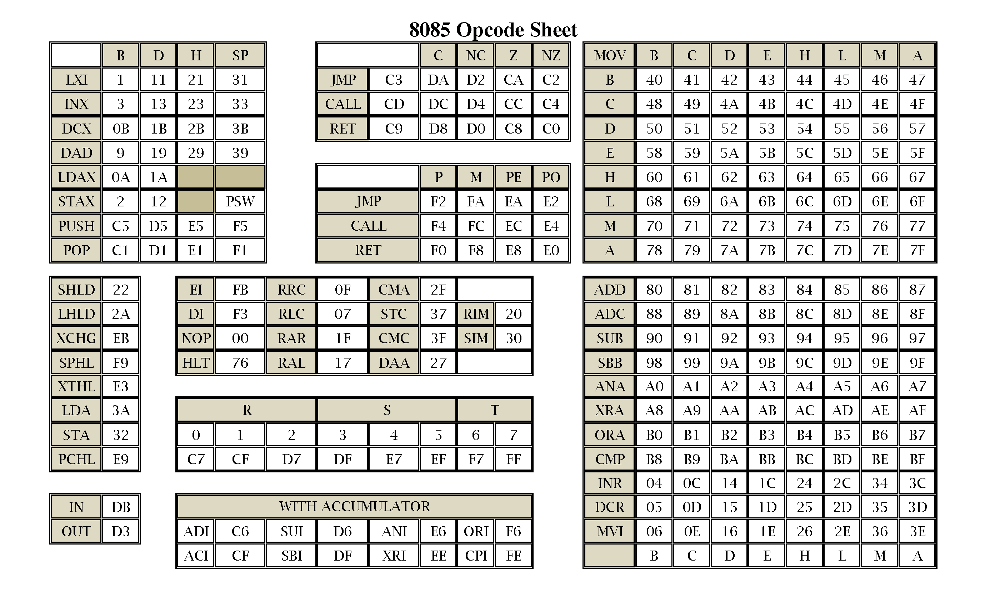 8085 Opcode Sheet
B D H SP
LXI 1 11 21 31
INX 3 13 23 33
DCX 0B 1B 2B 3B
DAD 9 19 29 39
LDAX 0A 1A
STAX 2 12 PSW
PUSH C5 D5 E5 F5
POP C1 D1 E1 F1
C NC Z NZ
JMP C3 DA D2 CA C2
CALL CD DC D4 CC C4
RET C9 D8 D0 C8 C0
P M PE PO
JMP F2 FA EA E2
CALL F4 FC EC E4
RET F0 F8 E8 E0
MOV B C D E H L M A
B 40 41 42 43 44 45 46 47
C 48 49 4A 4B 4C 4D 4E 4F
D 50 51 52 53 54 55 56 57
E 58 59 5A 5B 5C 5D 5E 5F
H 60 61 62 63 64 65 66 67
L 68 69 6A 6B 6C 6D 6E 6F
M 70 71 72 73 74 75 76 77
A 78 79 7A 7B 7C 7D 7E 7F
SHLD 22
LHLD 2A
XCHG EB
SPHL F9
XTHL E3
LDA 3A
STA 32
PCHL E9
EI FB RRC 0F CMA 2F
DI F3 RLC 07 STC 37 RIM 20
NOP 00 RAR 1F CMC 3F SIM 30
HLT 76 RAL 17 DAA 27
R S T
0 1 2 3 4 5 6 7
C7 CF D7 DF E7 EF F7 FF
IN DB
OUT D3
WITH ACCUMULATOR
ADI C6 SUI D6 ANI E6 ORI F6
ACI CF SBI DF XRI EE CPI FE
ADD 80 81 82 83 84 85 86 87
ADC 88 89 8A 8B 8C 8D 8E 8F
SUB 90 91 92 93 94 95 96 97
SBB 98 99 9A 9B 9C 9D 9E 9F
ANA A0 A1 A2 A3 A4 A5 A6 A7
XRA A8 A9 AA AB AC AD AE AF
ORA B0 B1 B2 B3 B4 B5 B6 B7
CMP B8 B9 BA BB BC BD BE BF
INR 04 0C 14 1C 24 2C 34 3C
DCR 05 0D 15 1D 25 2D 35 3D
MVI 06 0E 16 1E 26 2E 36 3E
B C D E H L M A